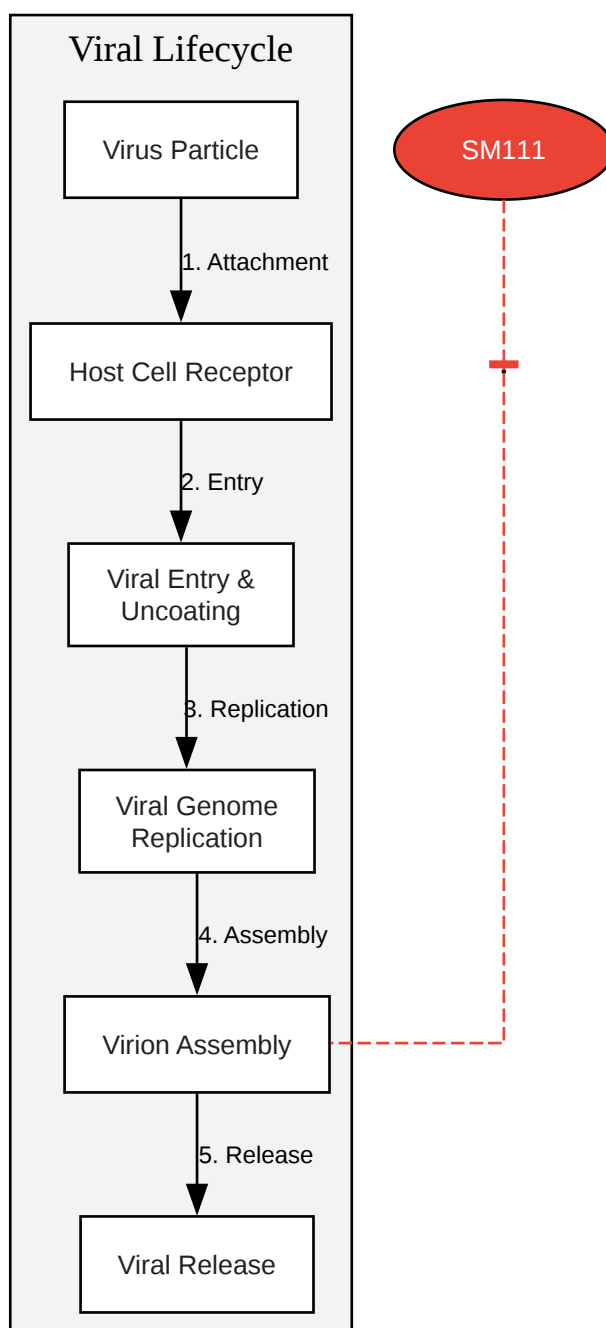 Viral Lifecycle
Virus Particle
SM111
1. Attachment
Host Cell Receptor
2. Entry
Viral Entry &
Uncoating
3. Replication
Viral Genome
Replication
4. Assembly
Virion Assembly
5. Release
Viral Release